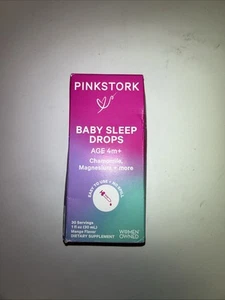 PINKSTORK
BABY SLEEP
DROPS
AGE 4m+
Chamomile,
Magnesium + more
30 Servings
1 fl oz (30 mL)
Mango Flavor
DIETARY SUPPLEMENT
WOMEN
OWNED